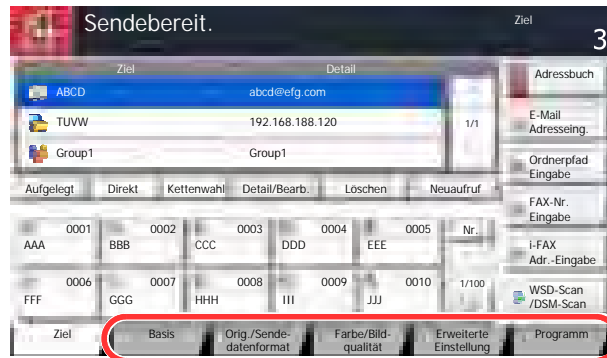 Sendebereit.
Ziel
3
Ziel Detail
ABCD abcd@efg.com
TUVW 192.168.188.120
Group1 Group1
1/1
Aufgelegt Direkt Kettenwahl Detail/Bearb. Löschen Neuaufruf
0001 0002 0003 0004 0005 Nr.
AAA BBB CCC DDD EEE
0006 0007 0008 0009 0010 1/100
FFF GGG HHH III JJJ
Adressbuch
E-Mail
Adresseing.
Ordnerpfad
Eingabe
FAX-Nr.
Eingabe
i-FAX
Adr.-Eingabe
WSD-Scan
/DSM-Scan
Ziel
Basis
Orig./Sende-
datenformat
Farbe/Bild-
qualität
Erweiterte
Einstellung
Programm